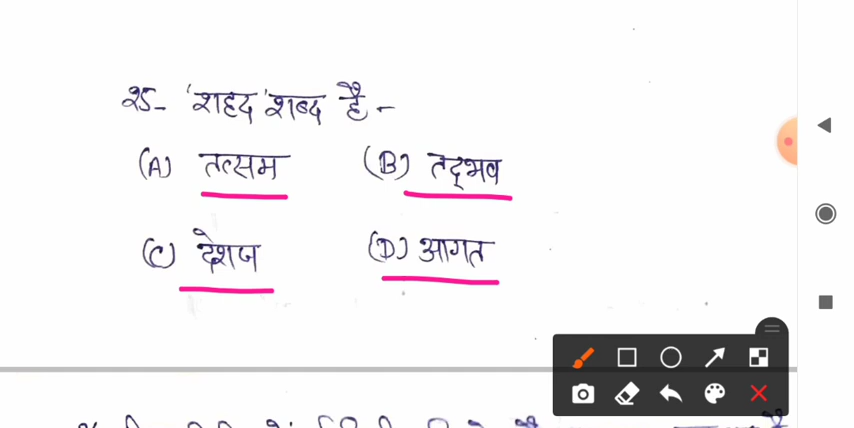 25- 'शहद' शब्द है -
(A) तत्सम (B) तद्भव
(C) देशज (D) आगत